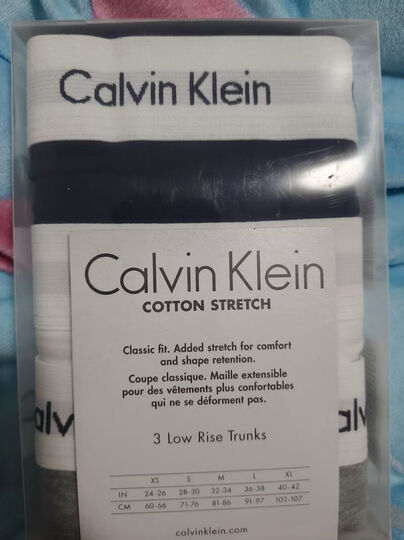 Calvin Klein
Calvin Klein
COTTON STRETCH
Classic fit. Added stretch for comfort
and shape retention.
Coupe classique. Maille extensible
pour des vêtements plus confortables
qui ne se déforment pas.
alv
al
3 Low Rise Trunks
XS S M L XL
IN 24-26 28-30 32-34 36-38 40-42
CM 60-66 71-76 81-86 91-97 102-107
calvinklein.com